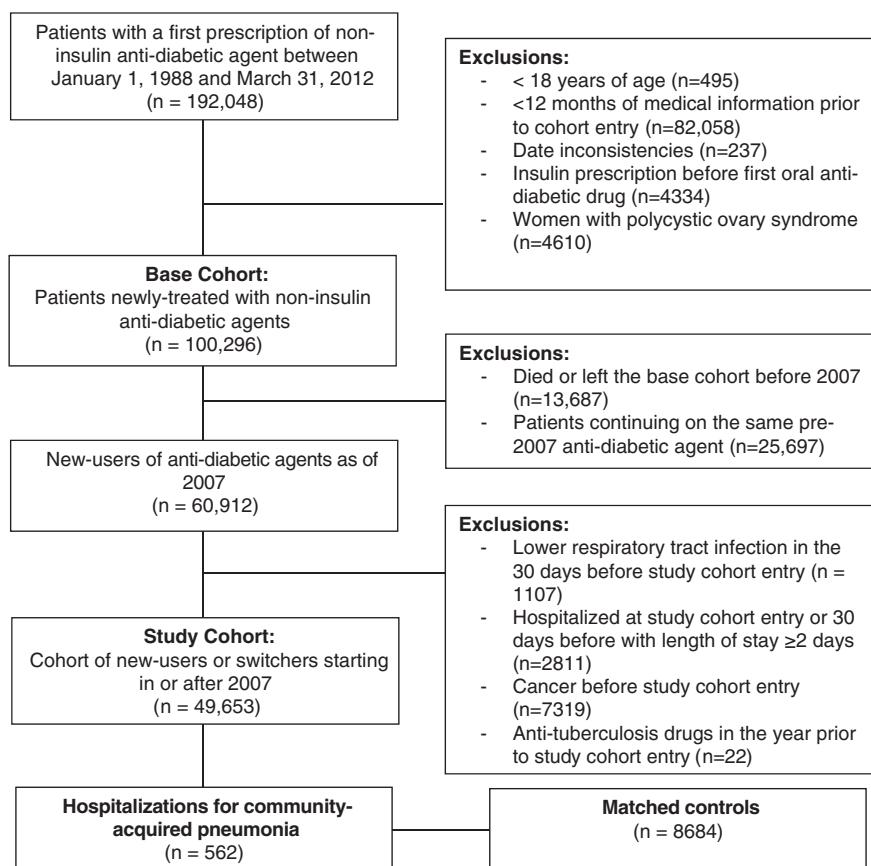 Patients with a first prescription of non-
insulin anti-diabetic agent between
January 1, 1988 and March 31, 2012
(n = 192,048)
Exclusions:
- < 18 years of age (n=495)
- <12 months of medical information prior
to cohort entry (n=82,058)
- Date inconsistencies (n=237)
- Insulin prescription before first oral anti-
diabetic drug (n=4334)
- Women with polycystic ovary syndrome
(n=4610)
Base Cohort:
Patients newly-treated with non-insulin
anti-diabetic agents
(n = 100,296)
Exclusions:
- Died or left the base cohort before 2007
(n=13,687)
- Patients continuing on the same pre-
2007 anti-diabetic agent (n=25,697)
New-users of anti-diabetic agents as of
2007
(n = 60,912)
Exclusions:
- Lower respiratory tract infection in the
30 days before study cohort entry (n =
1107)
- Hospitalized at study cohort entry or 30
days before with length of stay ≥2 days
(n=2811)
- Cancer before study cohort entry
(n=7319)
- Anti-tuberculosis drugs in the year prior
to study cohort entry (n=22)
Study Cohort:
Cohort of new-users or switchers starting
in or after 2007
(n = 49,653)
Hospitalizations for community-
acquired pneumonia
(n = 562)
Matched controls
(n = 8684)